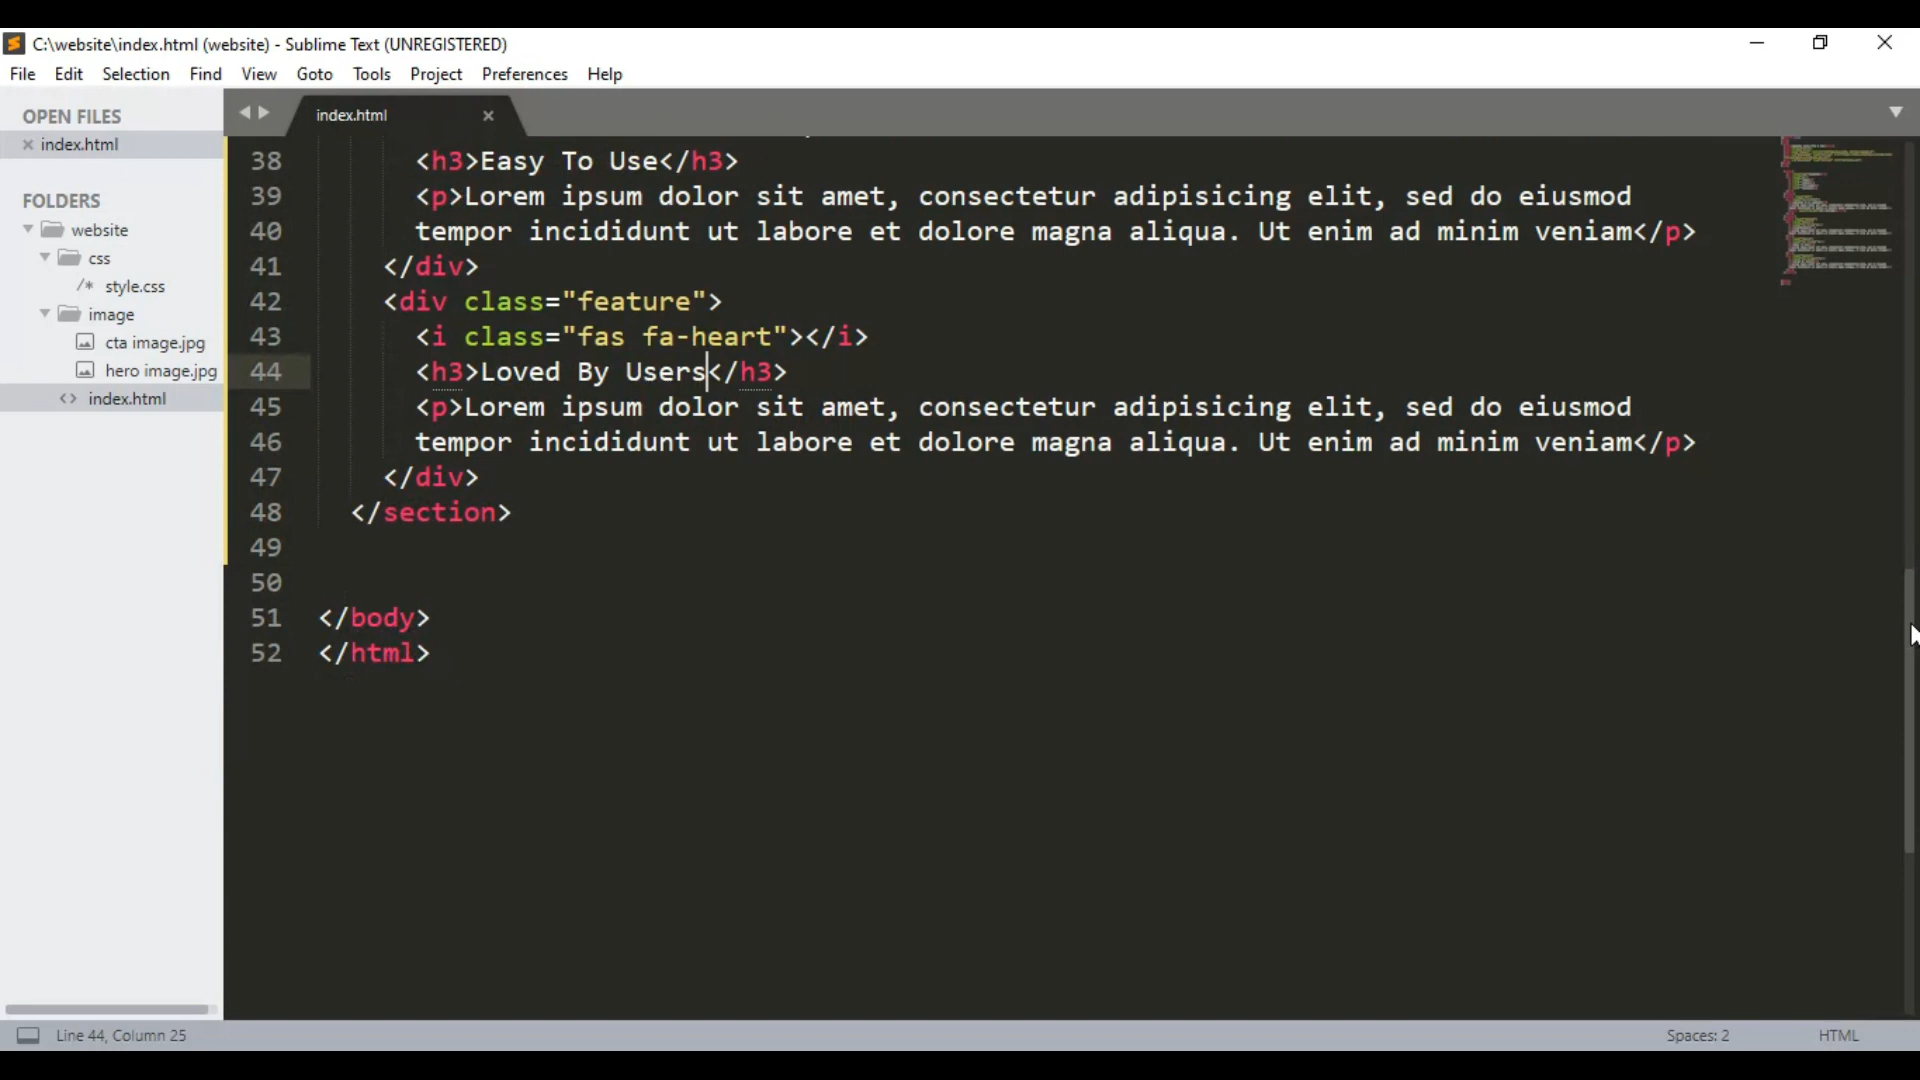 C:\website\index.html (website) - Sublime Text (UNREGISTERED)
File Edit Selection Find View Goto Tools Project Preferences Help
OPEN FILES
index.html
FOLDERS
website
css
/* style.css
image
cta image.jpg
hero image.jpg
<> index.html
index.html
38 <h3>Easy To Use</h3>
39 <p>Lorem ipsum dolor sit amet, consectetur adipisicing elit, sed do eiusmod
40 tempor incididunt ut labore et dolore magna aliqua. Ut enim ad minim veniam</p>
41 </div>
42 <div class="feature">
43 <i class="fas fa-heart"></i>
44 <h3>Loved By Users</h3>
45 <p>Lorem ipsum dolor sit amet, consectetur adipisicing elit, sed do eiusmod
46 tempor incididunt ut labore et dolore magna aliqua. Ut enim ad minim veniam</p>
47 </div>
48 </section>
49
50
51 </body>
52 </html>
Line 44, Column 25
Spaces: 2
HTML